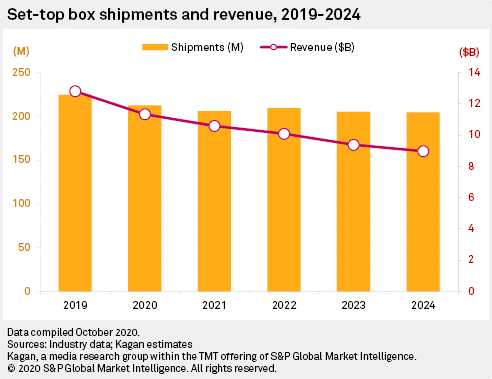 Set-top box shipments and revenue, 2019-2024
Shipments (M) Revenue ($B)
(M) ($B)
250 14
200 12
150 10
100 8
50 6
0 4
2
0
2019 2020 2021 2022 2023 2024
Data compiled October 2020.
Sources: Industry data; Kagan estimates
Kagan, a media research group within the TMT offering of S&P Global Market Intelligence.
© 2020 S&P Global Market Intelligence. All rights reserved.